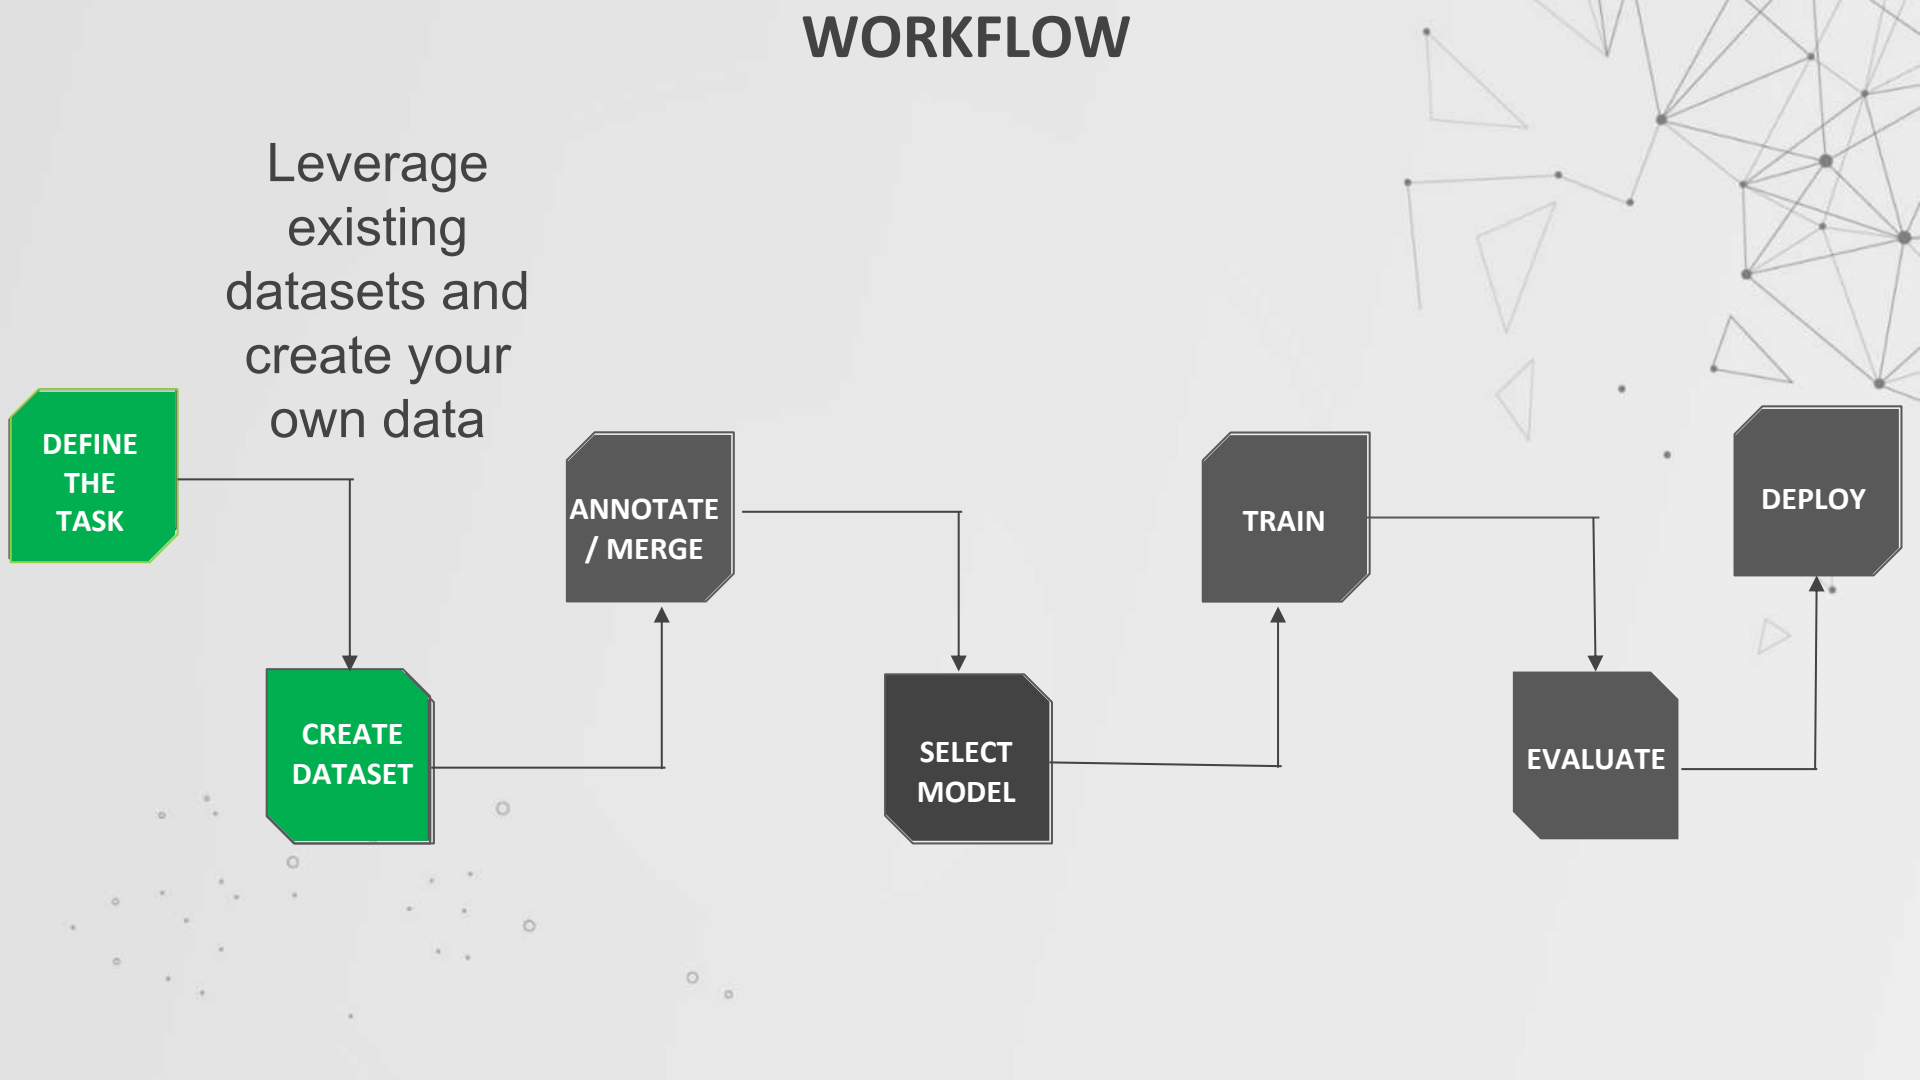 WORKFLOW
Leverage
existing
datasets and
create your
own data
DEFINE
THE
TASK
CREATE
DATASET
ANNOTATE
/ MERGE
SELECT
MODEL
TRAIN
EVALUATE
DEPLOY